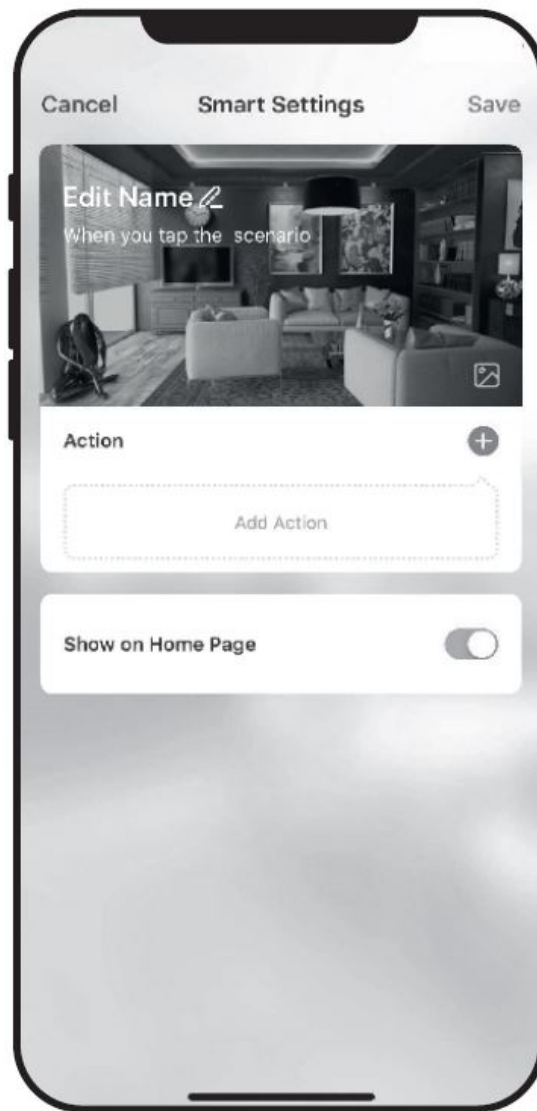 Cancel Smart Settings Save
Edit Name
When you tap the scenario
Action
Add Action
Show on Home Page